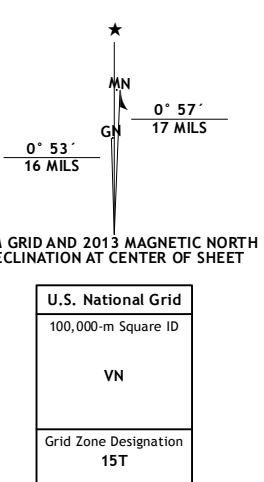 ★
MN
0° 57´
17 MILS
GN
0° 53´
16 MILS
GRID AND 2013 MAGNETIC NORTH
AT CENTER OF SHEET
U.S. National Grid
100,000-m Square ID
VN
Grid Zone Designation
15T